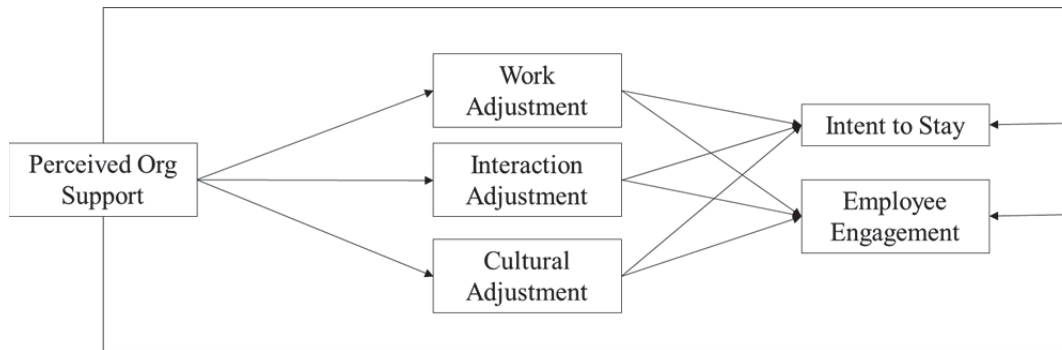 Work
Adjustment
Intent to Stay
Perceived Org
Support
Interaction
Adjustment
Employee
Engagement
Cultural
Adjustment